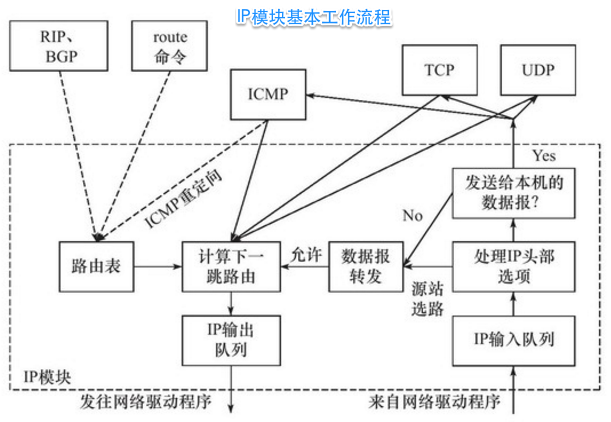 IP模块基本工作流程
RIP、
BGP
route
命令
ICMP
TCP
UDP
Yes
发送给本机的
数据报?
No
ICMP重定向
路由表
计算下一
跳路由
允许
数据报
转发
处理IP头部
选项
源站
选路
IP输出
队列
IP输入队列
IP模块
发往网络驱动程序
来自网络驱动程序